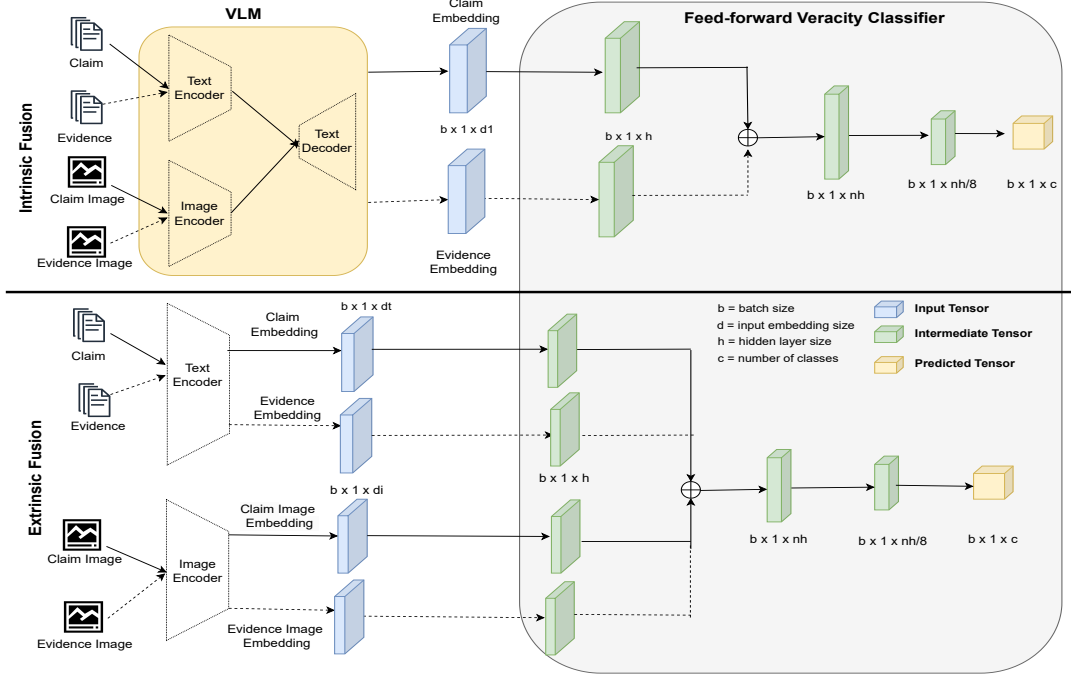 VLM
Claim
Embedding
Feed-forward Veracity Classifier
Intrinsic Fusion
Claim
Evidence
Claim Image
Evidence Image
Text
Encoder
Image
Encoder
Text
Decoder
b x 1 x d1
Evidence
Embedding
b x 1 x h
b x 1 x nh
b x 1 x nh/8
b x 1 x c
Extrinsic Fusion
Claim
Evidence
Claim Image
Evidence Image
Text
Encoder
Image
Encoder
Claim
Embedding
b x 1 x dt
Evidence
Embedding
b x 1 x di
Claim Image
Embedding
Evidence Image
Embedding
b x 1 x h
b = batch size
d = input embedding size
h = hidden layer size
c = number of classes
Input Tensor
Intermediate Tensor
Predicted Tensor
b x 1 x nh
b x 1 x nh/8
b x 1 x c